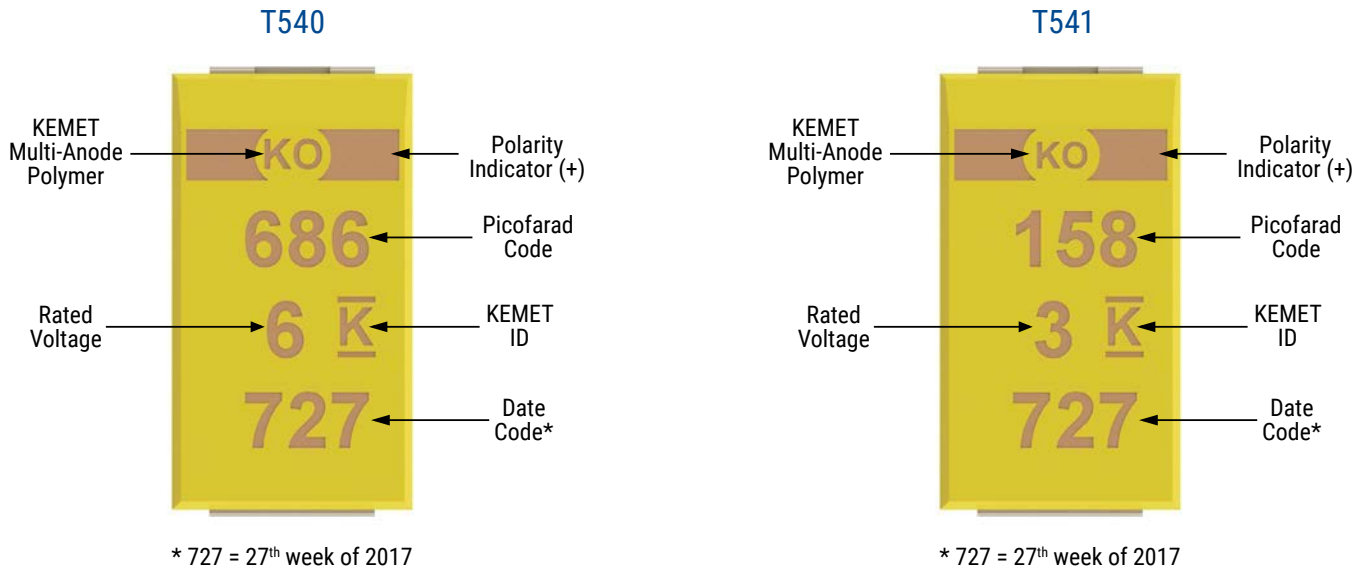 T540
KEMET
Multi-Anode
Polymer
KO
Polarity
Indicator (+)
686
Picofarad
Code
Rated
Voltage
6 K
KEMET
ID
727
Date
Code*
* 727 = 27th week of 2017
T541
KEMET
Multi-Anode
Polymer
KO
Polarity
Indicator (+)
158
Picofarad
Code
Rated
Voltage
3 K
KEMET
ID
727
Date
Code*
* 727 = 27th week of 2017